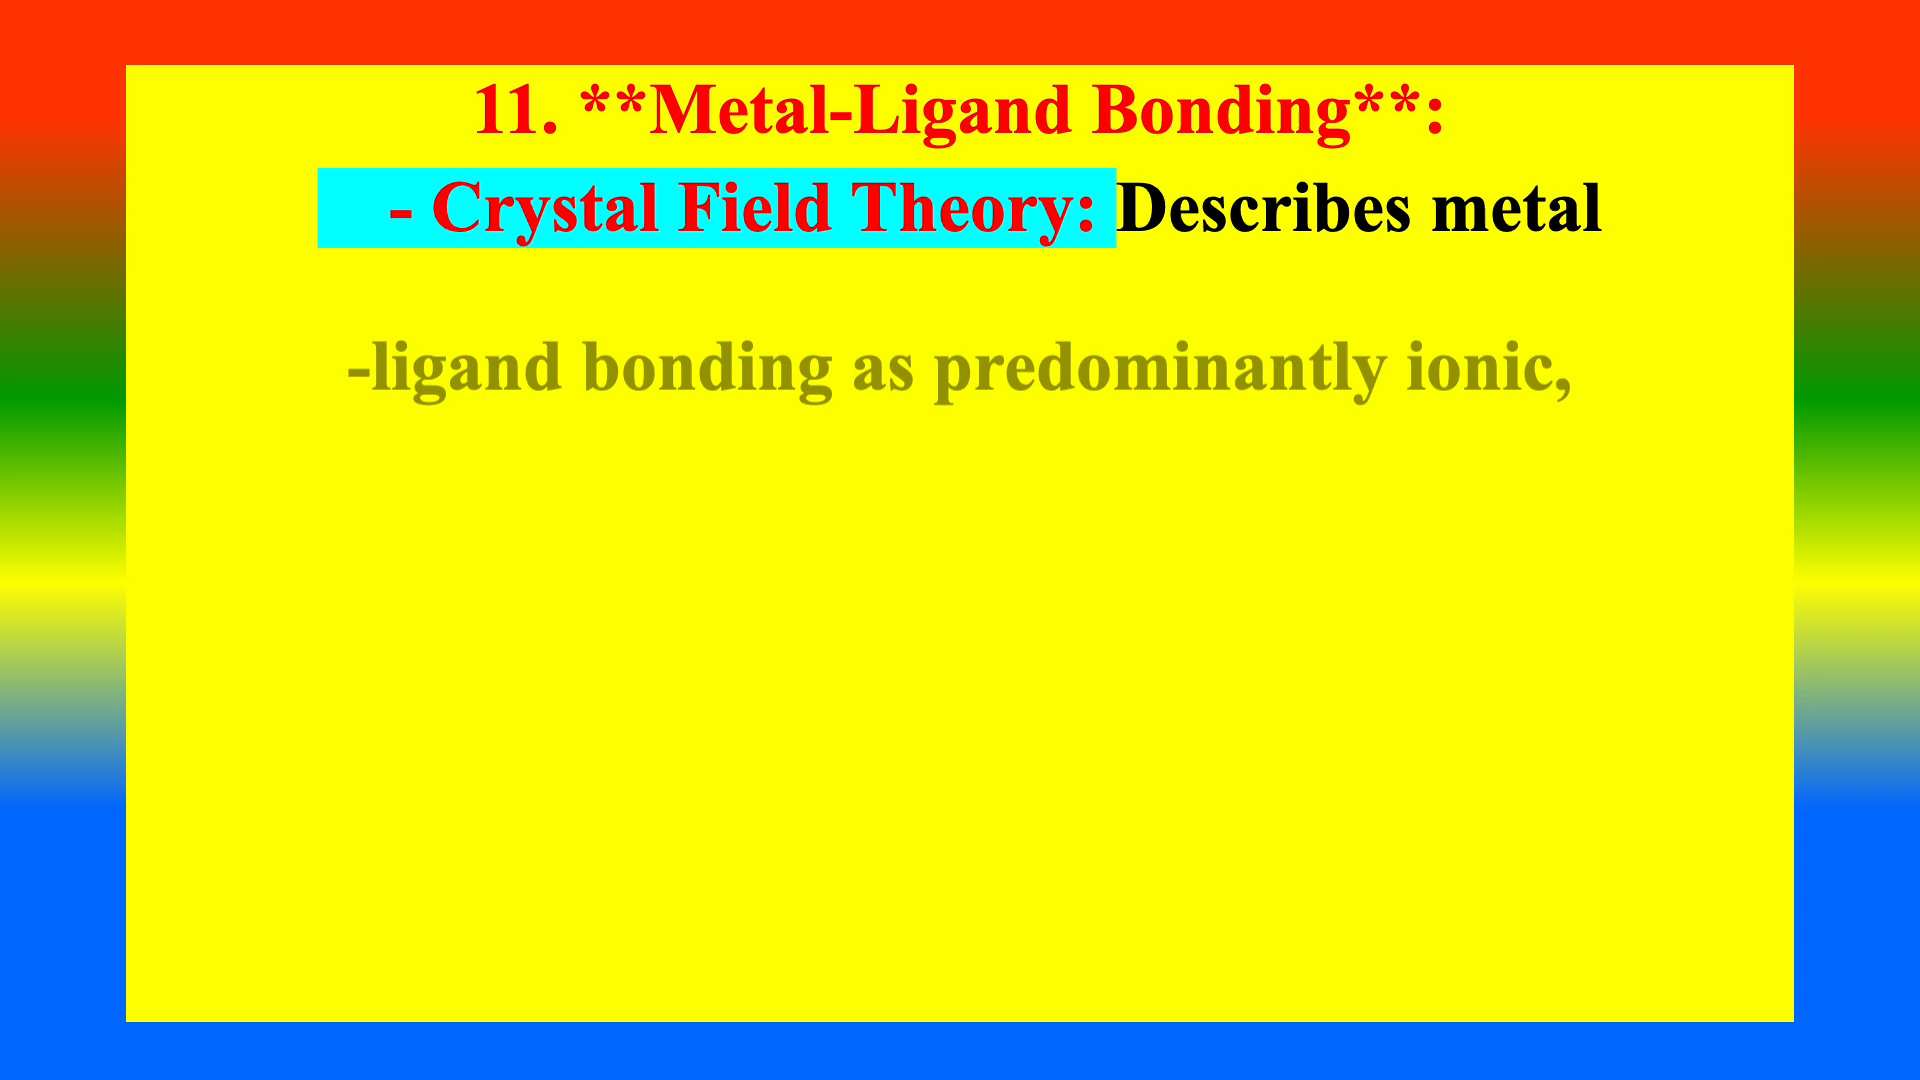 11. **Metal-Ligand Bonding**:
- Crystal Field Theory: Describes metal
-ligand bonding as predominantly ionic,